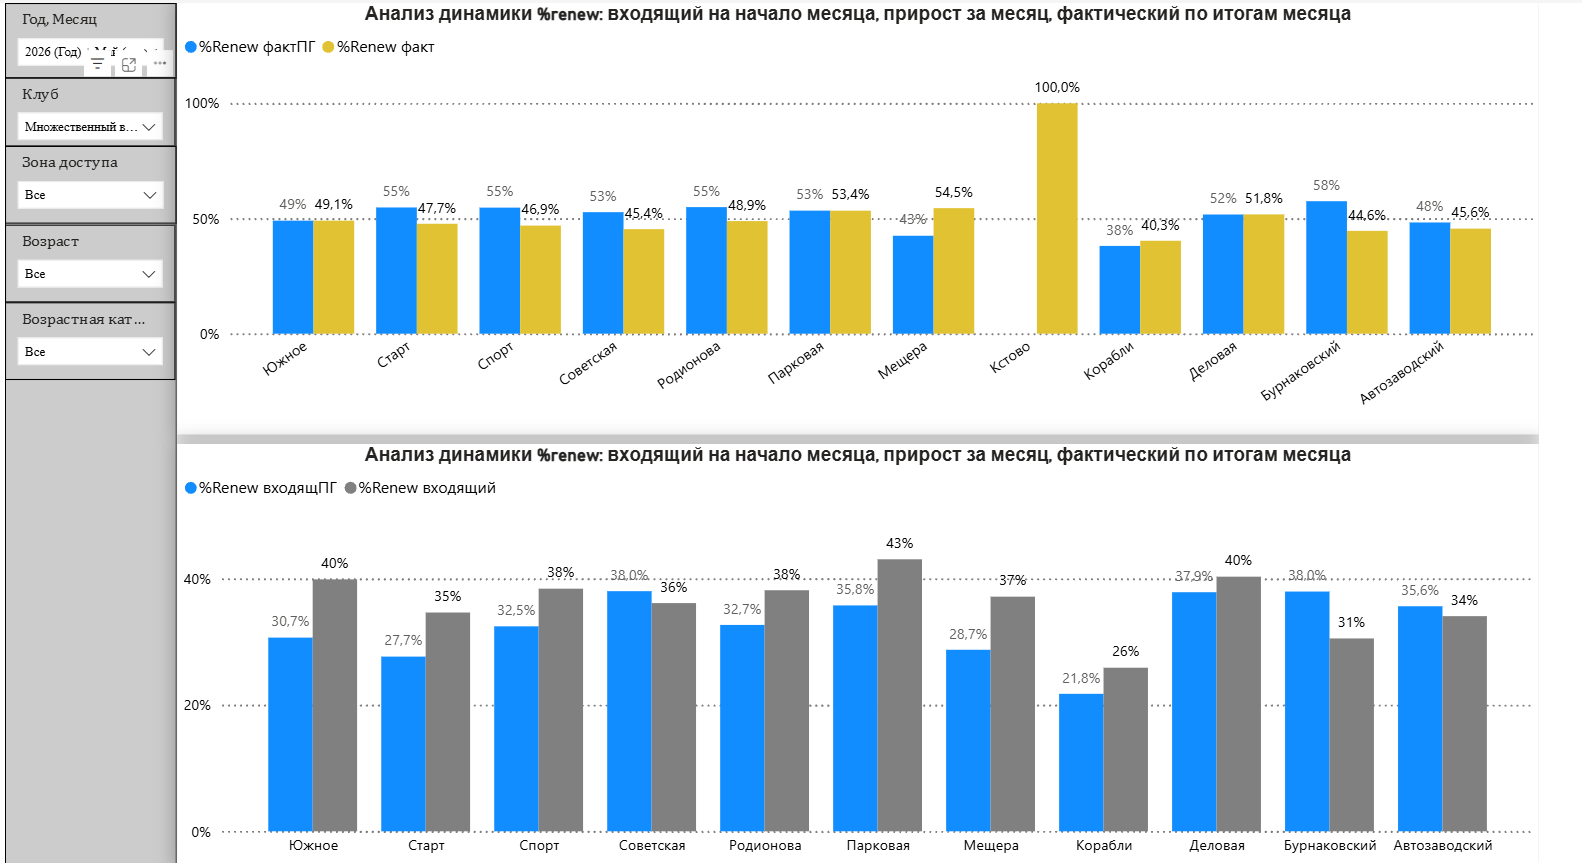 Год, Месяц
2026 (Год)
Клуб
Множественный в...
Зона доступа
Все
Возраст
Все
Возрастная кат...
Все
Анализ динамики %renew: входящий на начало месяца, прирост за месяц, фактический по итогам месяца
%Renew фактПГ %Renew факт
100%
50%
0%
49% 49,1%
55% 47,7%
55% 46,9%
53% 45,4%
55% 48,9%
53% 53,4%
43% 54,5%
100,0%
38% 40,3%
52% 51,8%
58% 44,6%
48% 45,6%
Южное Старт Спорт Советская Родионова Парковая Мещера Кстово Корабли Деловая Бурнаковский Автозаводский
Анализ динамики %renew: входящий на начало месяца, прирост за месяц, фактический по итогам месяца
%Renew входящПГ %Renew входящий
40%
20%
0%
30,7% 40%
27,7% 35%
32,5% 38%
38,0% 36%
32,7% 38%
35,8% 43%
28,7% 37%
21,8% 26%
37,9% 40%
38,0% 31%
35,6% 34%
Южное Старт Спорт Советская Родионова Парковая Мещера Корабли Деловая Бурнаковский Автозаводский